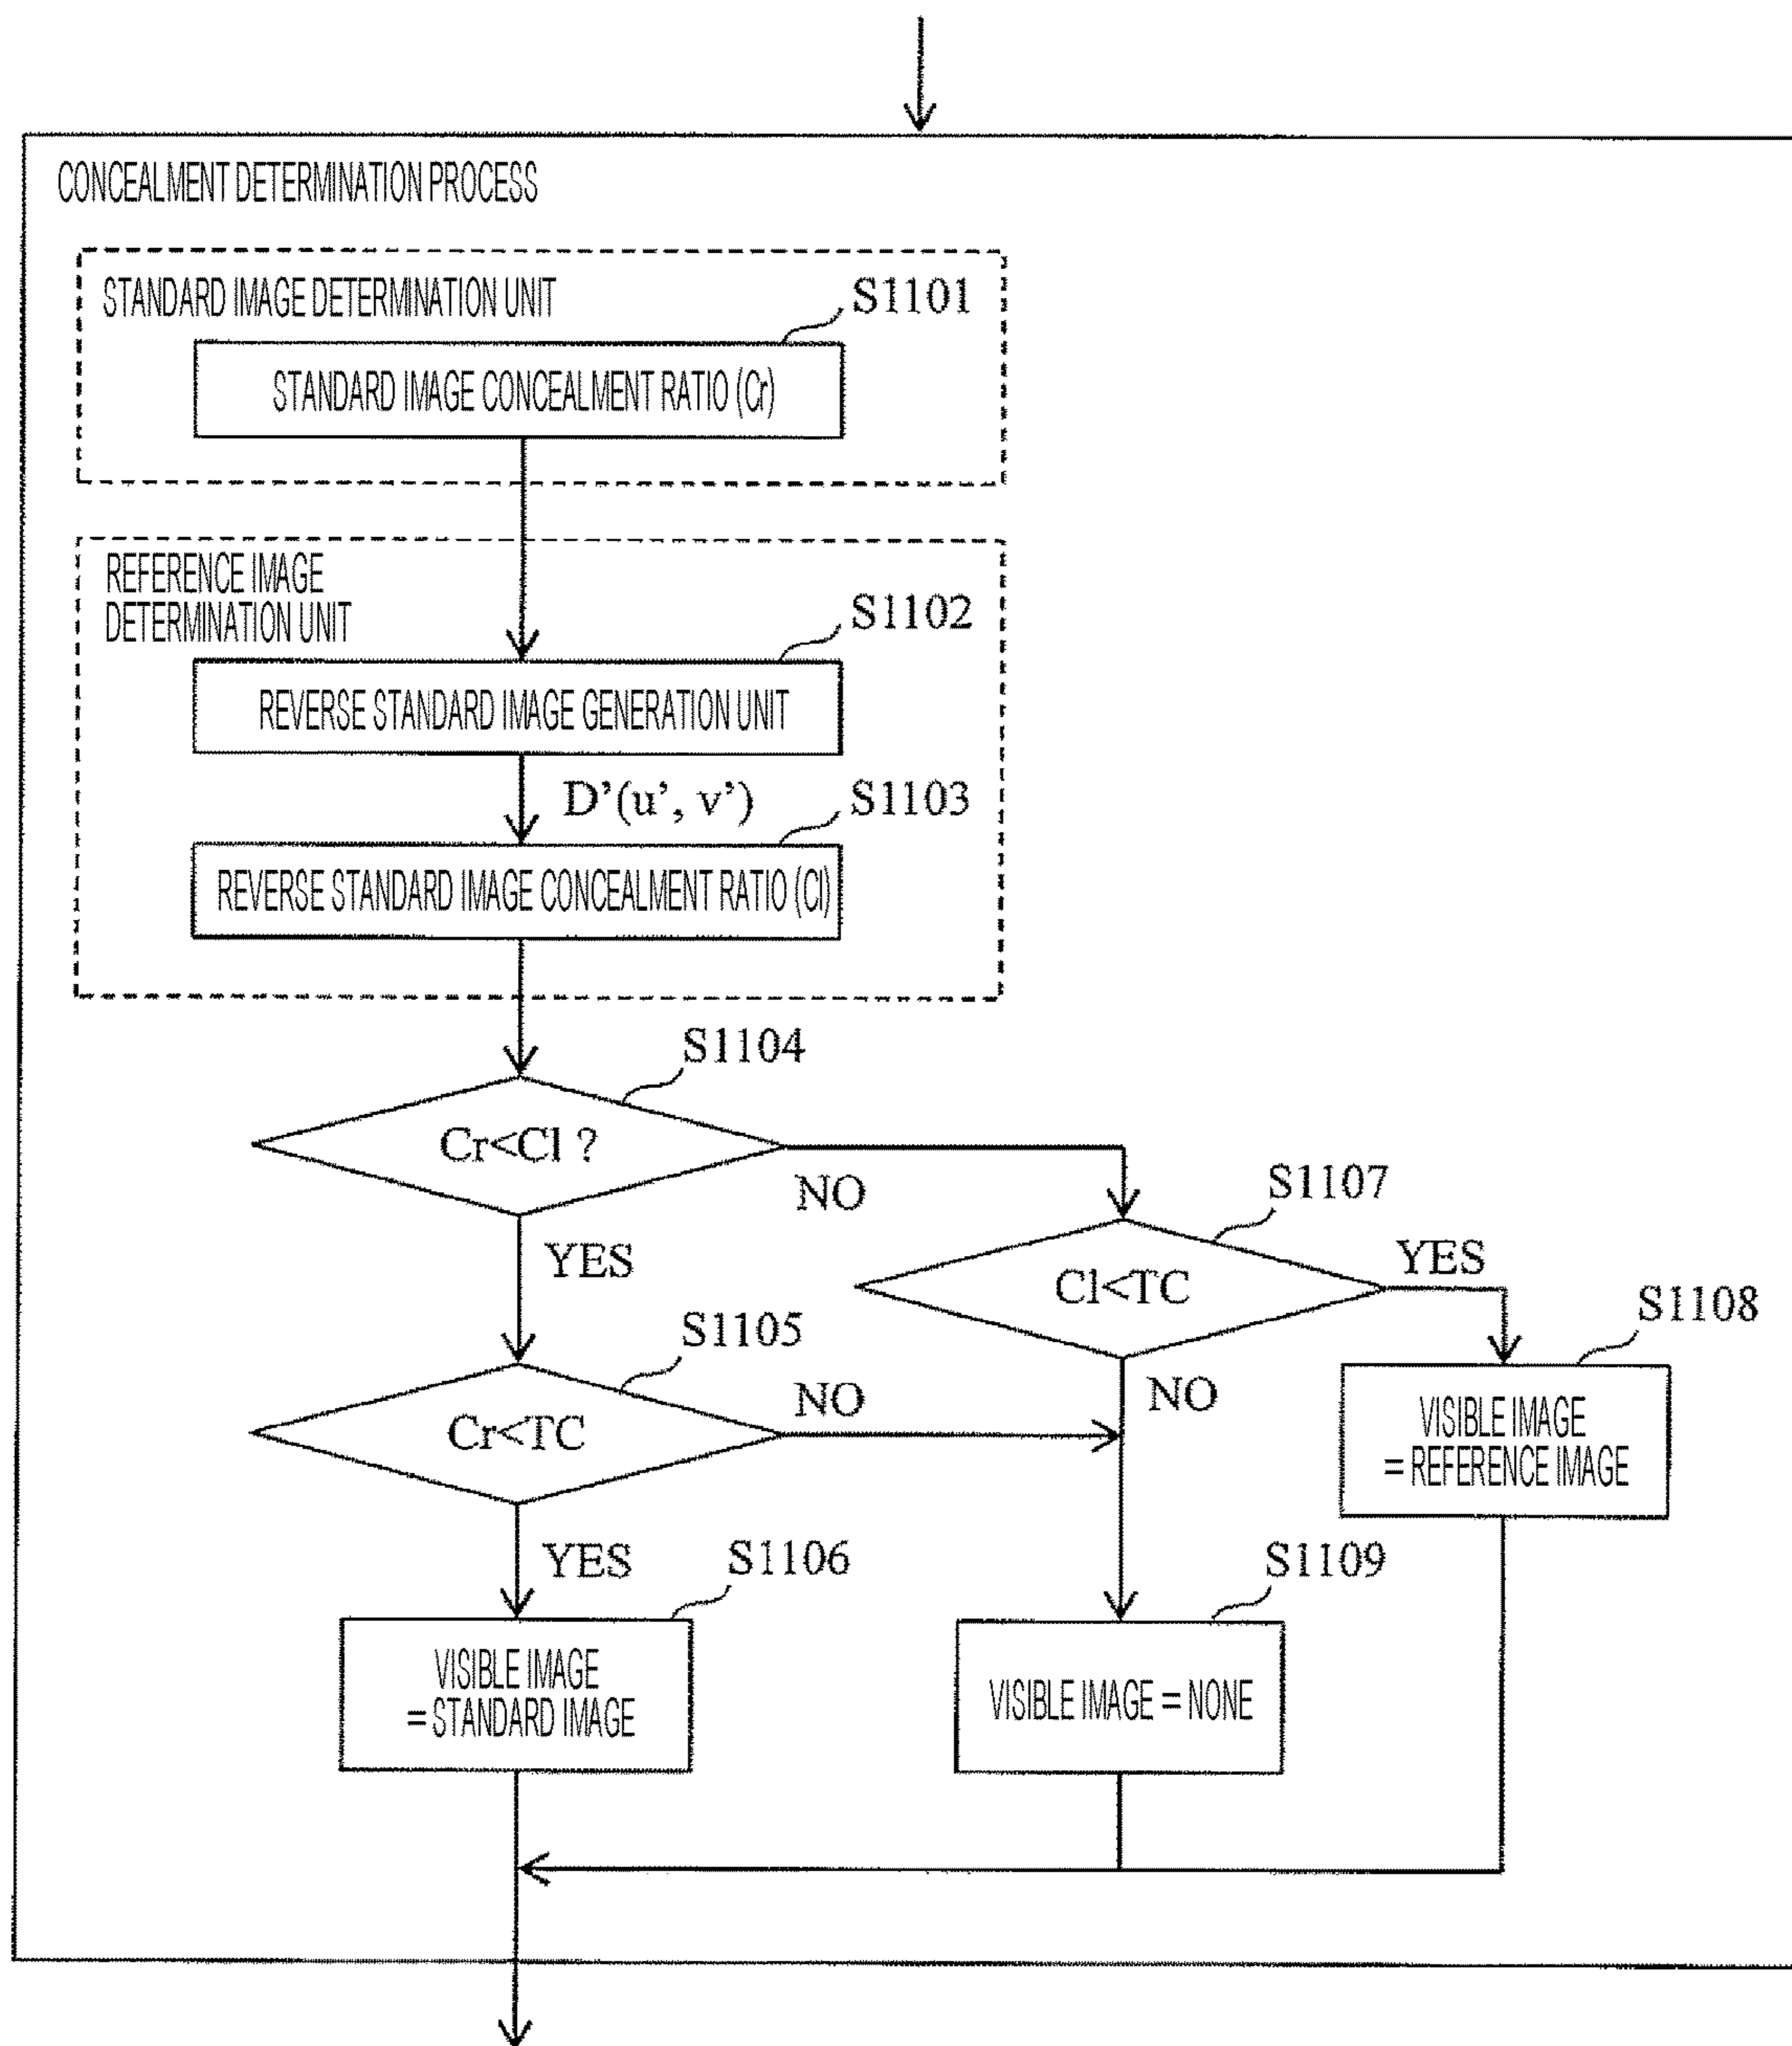 CONCEALMENT DETERMINATION PROCESS
STANDARD IMAGE DETERMINATION UNIT
S1101
STANDARD IMAGE CONCEALMENT RATIO (Cr)
REFERENCE IMAGE
DETERMINATION UNIT
S1102
REVERSE STANDARD IMAGE GENERATION UNIT
D’(u’, v’)
S1103
REVERSE STANDARD IMAGE CONCEALMENT RATIO (Cl)
S1104
Cr<Cl ?
NO
YES
S1107
Cl<TC
YES
NO
S1105
Cr<TC
NO
YES
S1108
VISIBLE IMAGE
= REFERENCE IMAGE
S1106
VISIBLE IMAGE
= STANDARD IMAGE
S1109
VISIBLE IMAGE = NONE